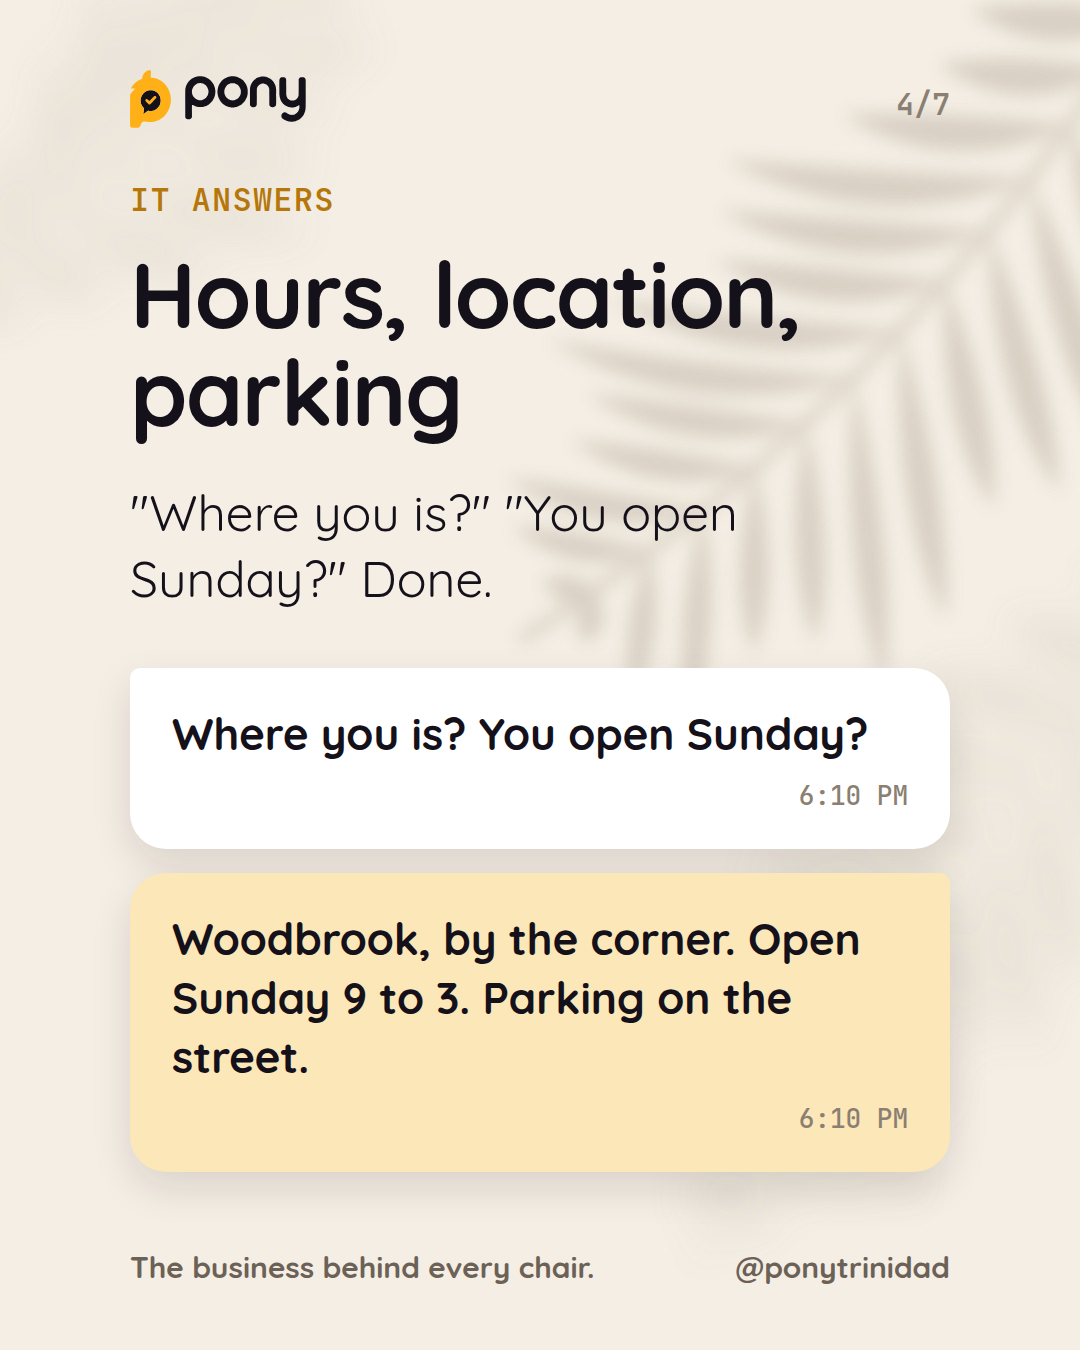 pony
4/7
IT ANSWERS
Hours, location,
parking
"Where you is?" "You open
Sunday?" Done.
Where you is? You open Sunday?
6:10 PM
Woodbrook, by the corner. Open
Sunday 9 to 3. Parking on the
street.
6:10 PM
The business behind every chair.
@ponytrinidad